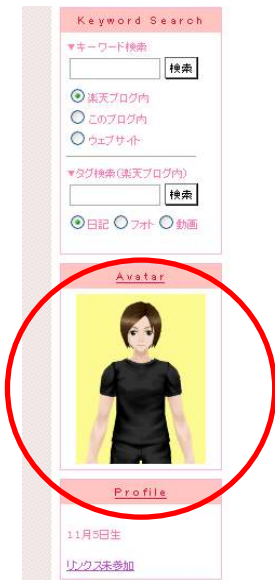 Keyword Search
▼キーワード検索
検索
楽天ブログ内
このブログ内
ウェブサイト
▼タグ検索(楽天ブログ内)
検索
日記 フォト 動画
Avatar
Profile
11月5日生
リンクス未参加